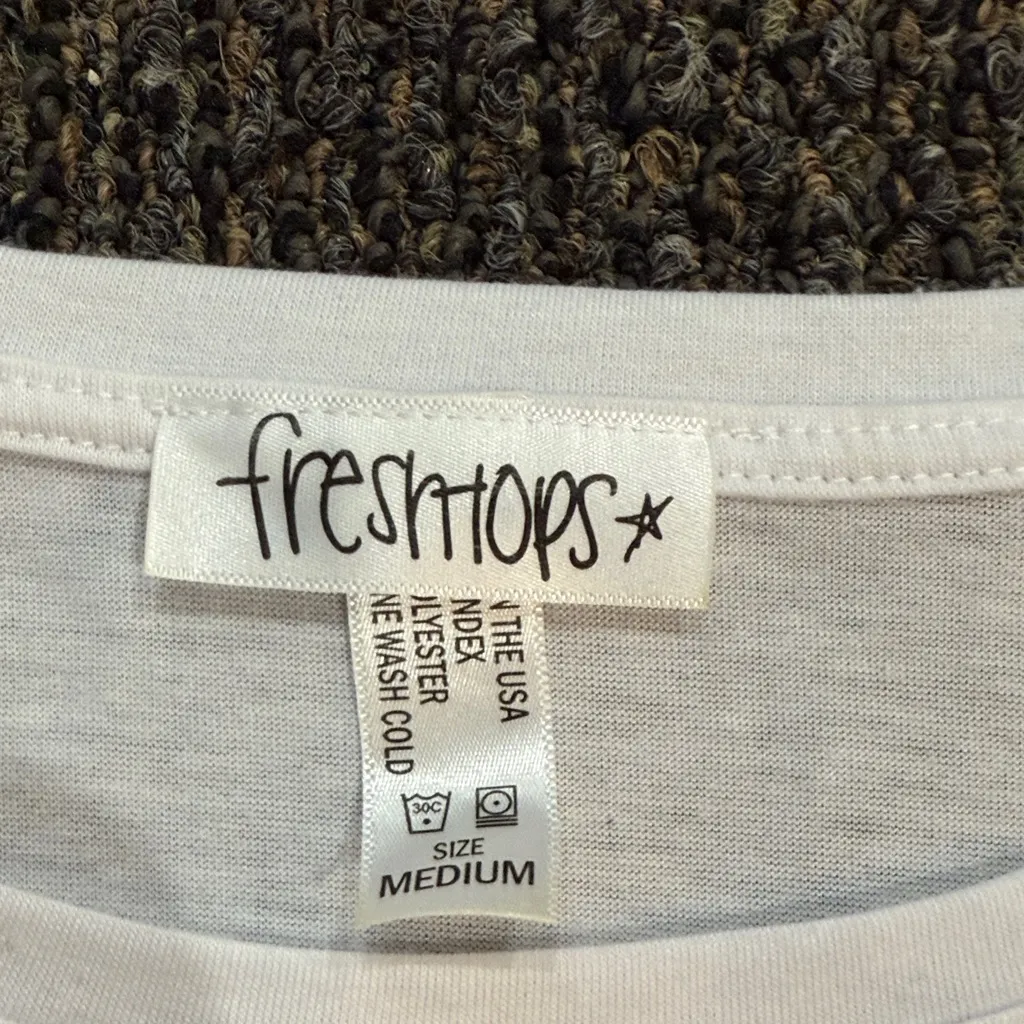 freshtops
N THE USA
NDEX
LYESTER
NE WASH COLD
30C
SIZE
MEDIUM